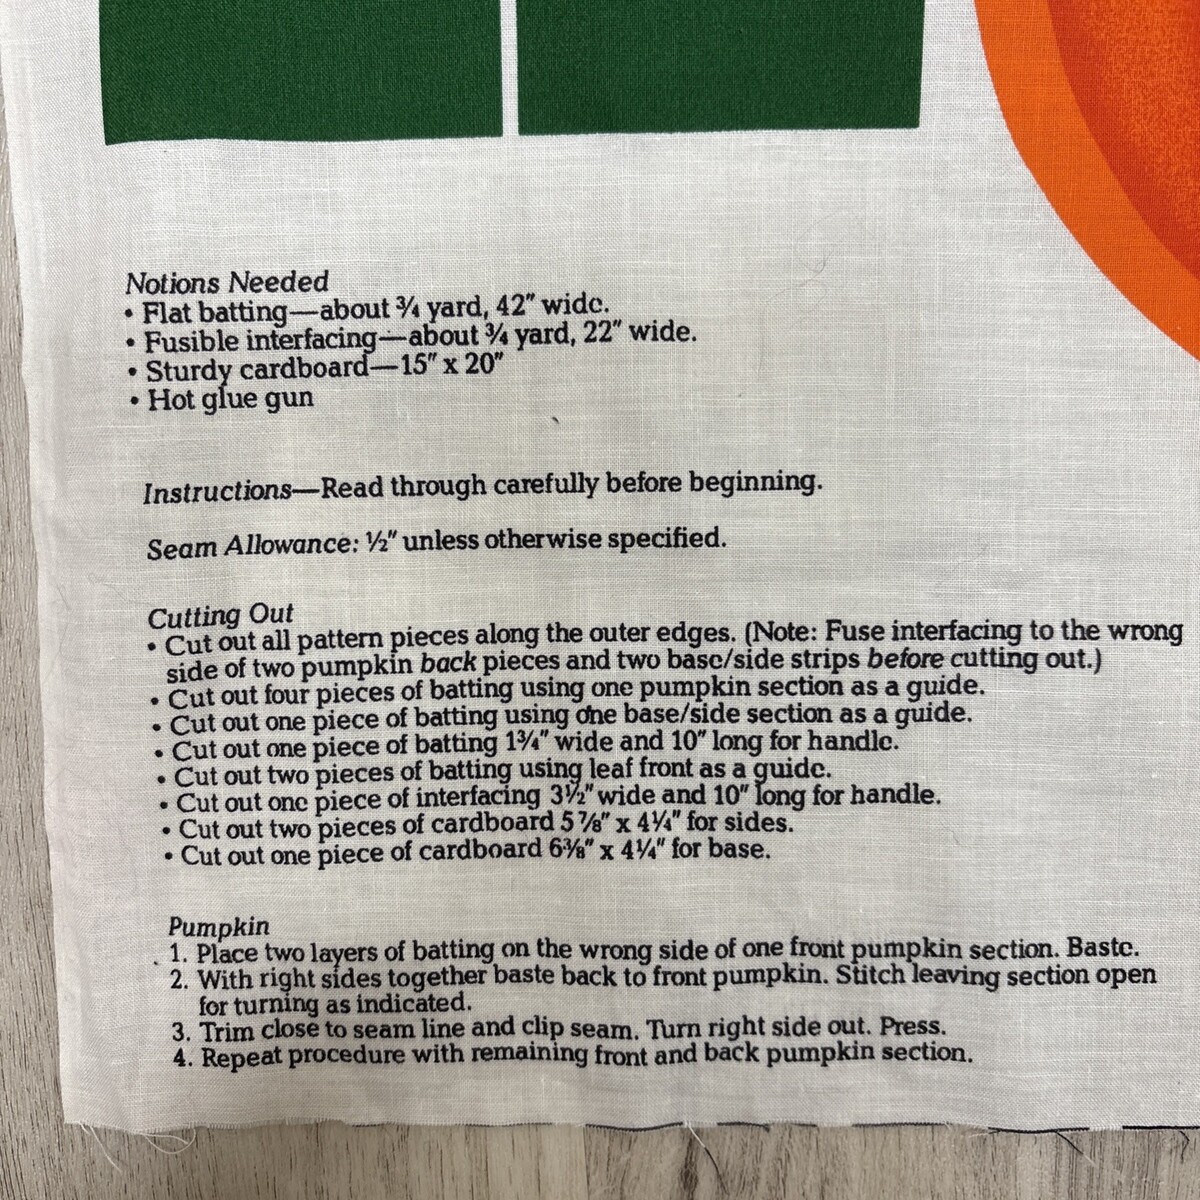 Notions Needed
• Flat batting—about ¾ yard, 42" wide.
• Fusible interfacing—about ¾ yard, 22" wide.
• Sturdy cardboard—15" x 20"
• Hot glue gun
Instructions—Read through carefully before beginning.
Seam Allowance: ½" unless otherwise specified.
Cutting Out
• Cut out all pattern pieces along the outer edges. (Note: Fuse interfacing to the wrong
side of two pumpkin back pieces and two base/side strips before cutting out.)
• Cut out four pieces of batting using one pumpkin section as a guide.
• Cut out one piece of batting using one base/side section as a guide.
• Cut out one piece of batting 1¾" wide and 10" long for handle.
• Cut out two pieces of batting using leaf front as a guide.
• Cut out one piece of interfacing 3½" wide and 10" long for handle.
• Cut out two pieces of cardboard 5⅞" x 4¼" for sides.
• Cut out one piece of cardboard 6⅜" x 4¼" for base.
Pumpkin
1. Place two layers of batting on the wrong side of one front pumpkin section. Baste.
2. With right sides together baste back to front pumpkin. Stitch leaving section open
for turning as indicated.
3. Trim close to seam line and clip seam. Turn right side out. Press.
4. Repeat procedure with remaining front and back pumpkin section.